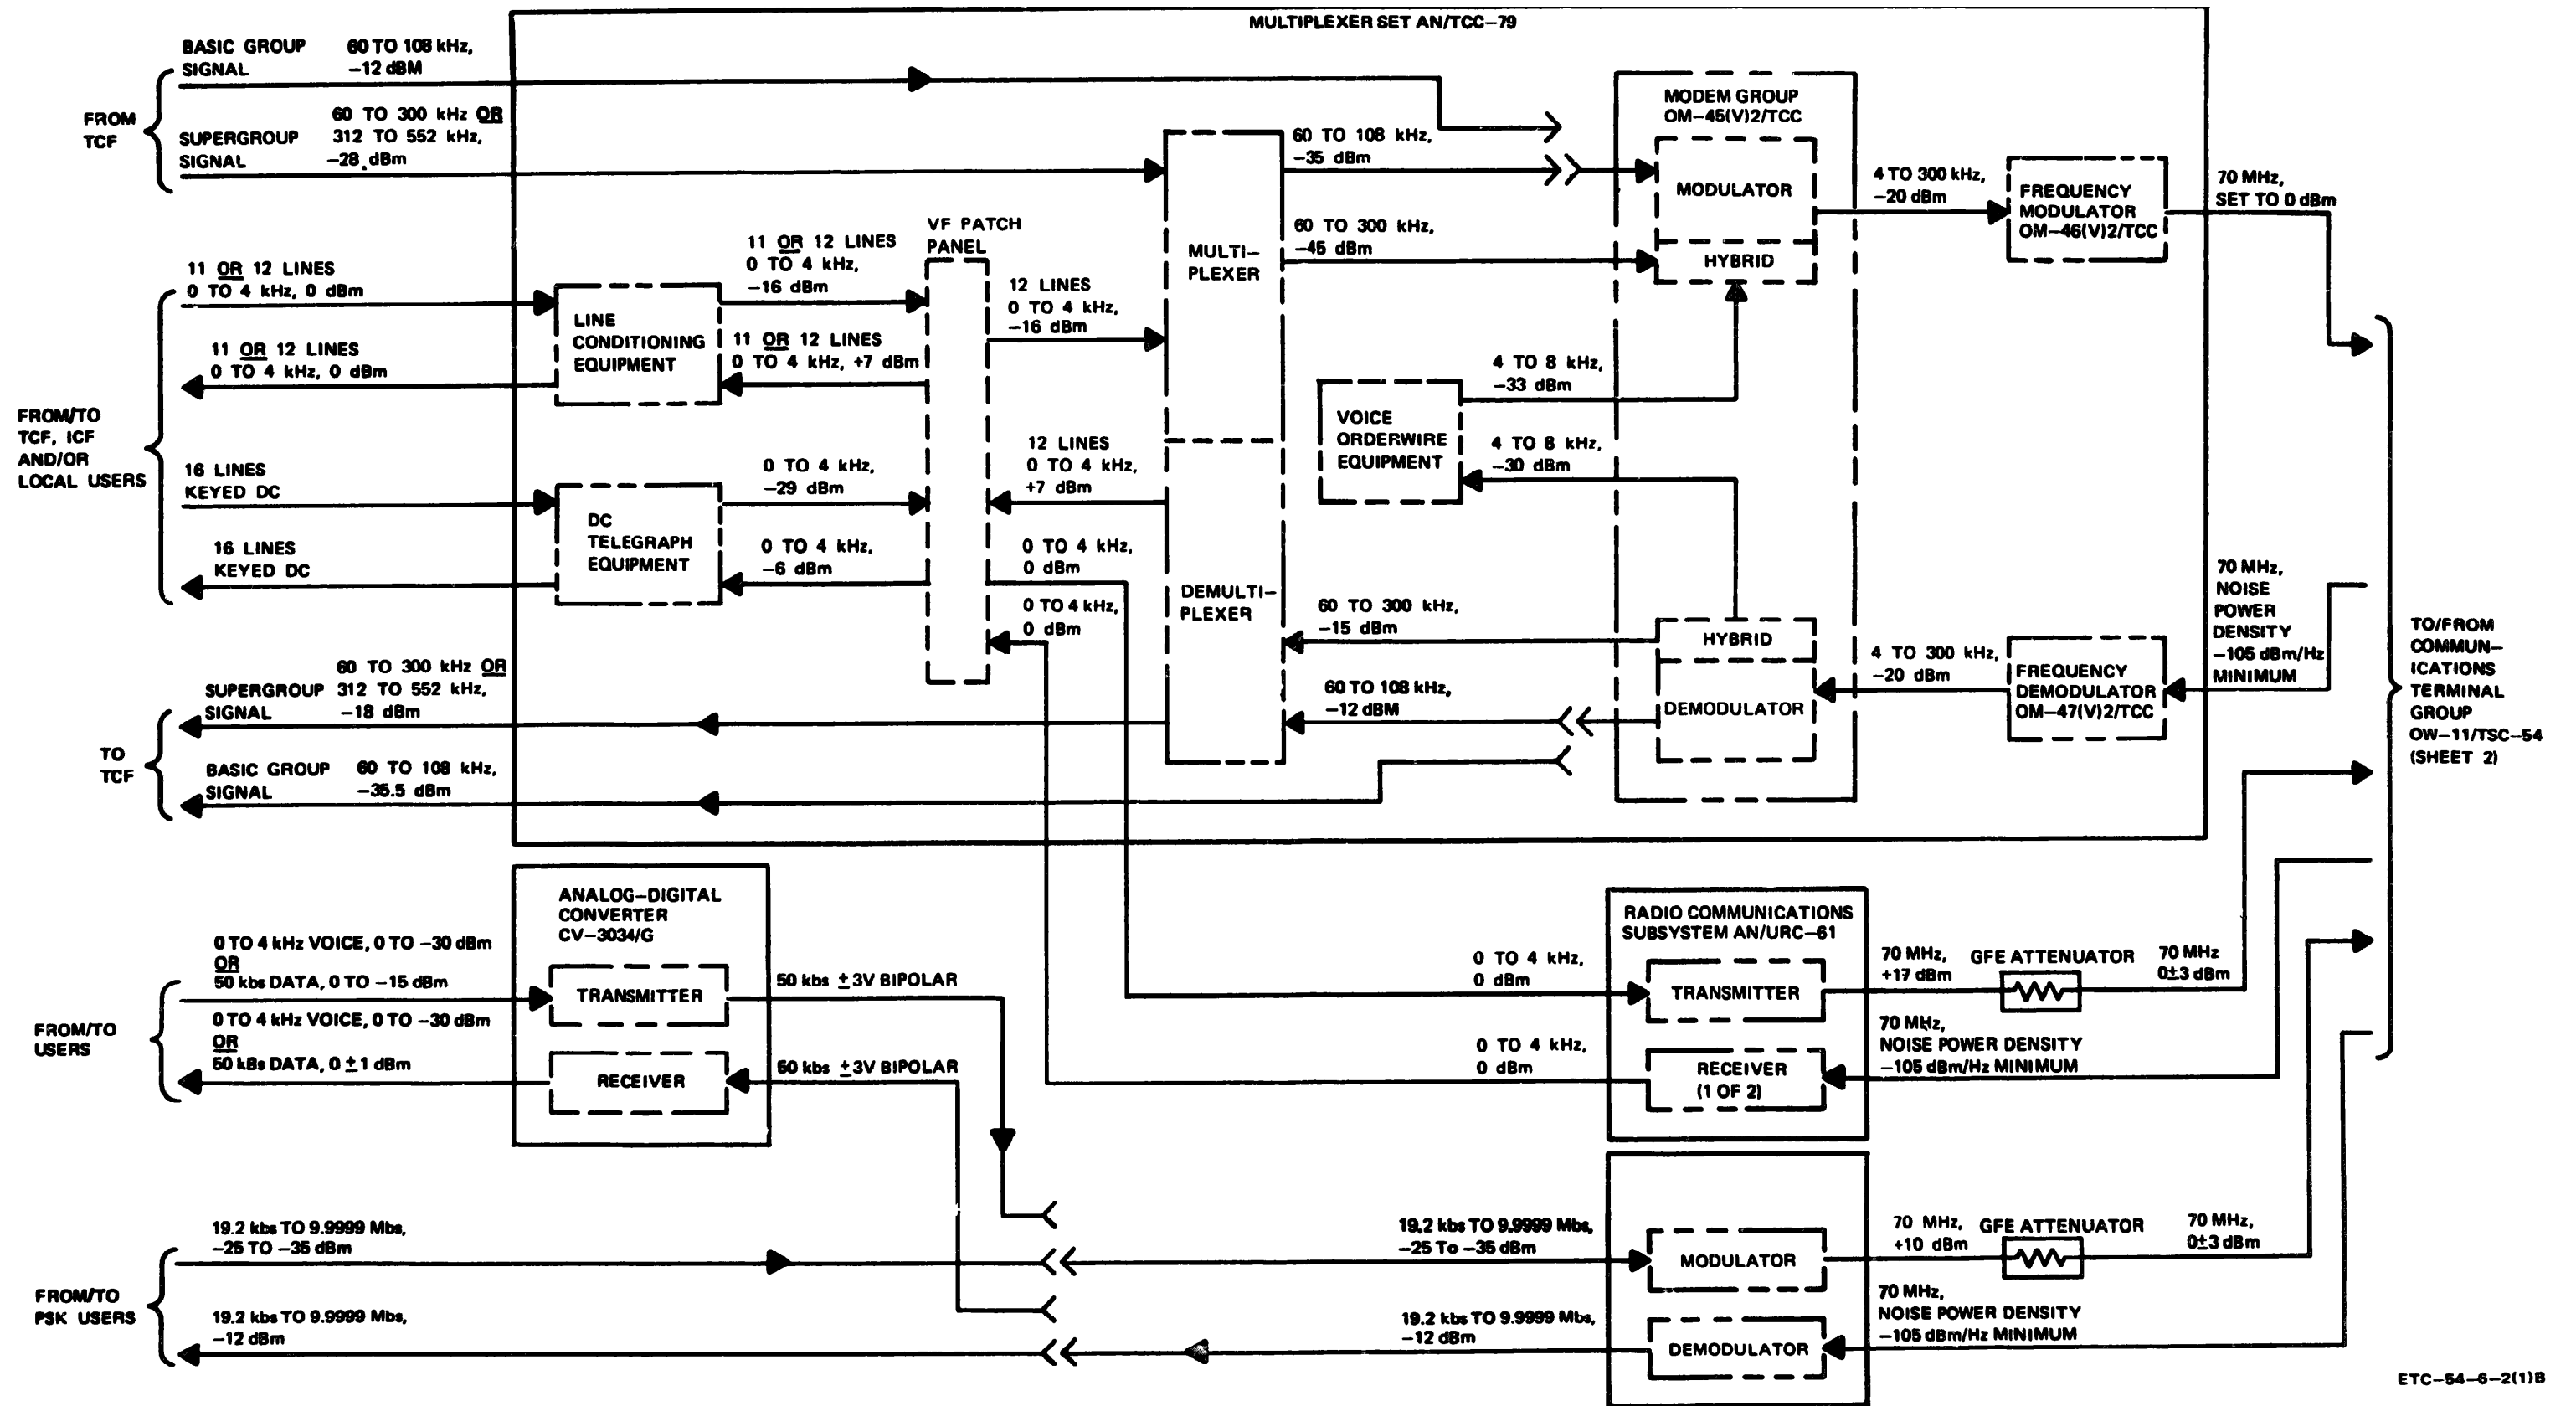 MULTIPLEXER SET AN/TCC-79
BASIC GROUP
SIGNAL
60 TO 108 kHz,
-12 dBM
FROM
TCF
SUPERGROUP
SIGNAL
60 TO 300 kHz OR
312 TO 552 kHz,
-28 dBm
MODEM GROUP
OM-45(V)2/TCC
60 TO 108 kHz,
-35 dBm
MODULATOR
4 TO 300 kHz,
-20 dBm
FREQUENCY
MODULATOR
OM-46(V)2/TCC
70 MHz,
SET TO 0 dBm
60 TO 300 kHz,
-45 dBm
HYBRID
MULTI-
PLEXER
VF PATCH
PANEL
11 OR 12 LINES
0 TO 4 kHz, 0 dBm
LINE
CONDITIONING
EQUIPMENT
11 OR 12 LINES
0 TO 4 kHz,
-16 dBm
12 LINES
0 TO 4 kHz,
-16 dBm
11 OR 12 LINES
0 TO 4 kHz, 0 dBm
11 OR 12 LINES
0 TO 4 kHz, +7 dBm
4 TO 8 kHz,
-33 dBm
VOICE
ORDERWIRE
EQUIPMENT
4 TO 8 kHz,
-30 dBm
FROM/TO
TCF, ICF
AND/OR
LOCAL USERS
16 LINES
KEYED DC
DC
TELEGRAPH
EQUIPMENT
0 TO 4 kHz,
-29 dBm
12 LINES
0 TO 4 kHz,
+7 dBm
16 LINES
KEYED DC
0 TO 4 kHz,
-6 dBm
0 TO 4 kHz,
0 dBm
0 TO 4 kHz,
0 dBm
DEMULTI-
PLEXER
60 TO 300 kHz,
-15 dBm
HYBRID
DEMODULATOR
4 TO 300 kHz,
-20 dBm
FREQUENCY
DEMODULATOR
OM-47(V)2/TCC
70 MHz,
NOISE
POWER
DENSITY
-105 dBm/Hz
MINIMUM
TO/FROM
COMMUN-
ICATIONS
TERMINAL
GROUP
OW-11/TSC-54
(SHEET 2)
60 TO 108 kHz,
-12 dBM
TO
TCF
SUPERGROUP
SIGNAL
60 TO 300 kHz OR
312 TO 552 kHz,
-18 dBm
BASIC GROUP
SIGNAL
60 TO 108 kHz,
-35.5 dBm
ANALOG-DIGITAL
CONVERTER
CV-3034/G
FROM/TO
USERS
0 TO 4 kHz VOICE, 0 TO -30 dBm
OR
50 kbs DATA, 0 TO -15 dBm
TRANSMITTER
50 kbs ±3V BIPOLAR
0 TO 4 kHz VOICE, 0 TO -30 dBm
OR
50 kBs DATA, 0 ±1 dBm
RECEIVER
50 kbs ±3V BIPOLAR
RADIO COMMUNICATIONS
SUBSYSTEM AN/URC-61
0 TO 4 kHz,
0 dBm
TRANSMITTER
70 MHz,
+17 dBm
GFE ATTENUATOR
70 MHz
0±3 dBm
0 TO 4 kHz,
0 dBm
RECEIVER
(1 OF 2)
70 MHz,
NOISE POWER DENSITY
-105 dBm/Hz MINIMUM
FROM/TO
PSK USERS
19.2 kbs TO 9.9999 Mbs,
-25 TO -35 dBm
19.2 kbs TO 9.9999 Mbs,
-25 To -35 dBm
MODULATOR
70 MHz,
+10 dBm
GFE ATTENUATOR
70 MHz,
0±3 dBm
19.2 kbs TO 9.9999 Mbs,
-12 dBm
19.2 kbs TO 9.9999 Mbs,
-12 dBm
DEMODULATOR
70 MHz,
NOISE POWER DENSITY
-105 dBm/Hz MINIMUM
ETC-54-6-2(1)B